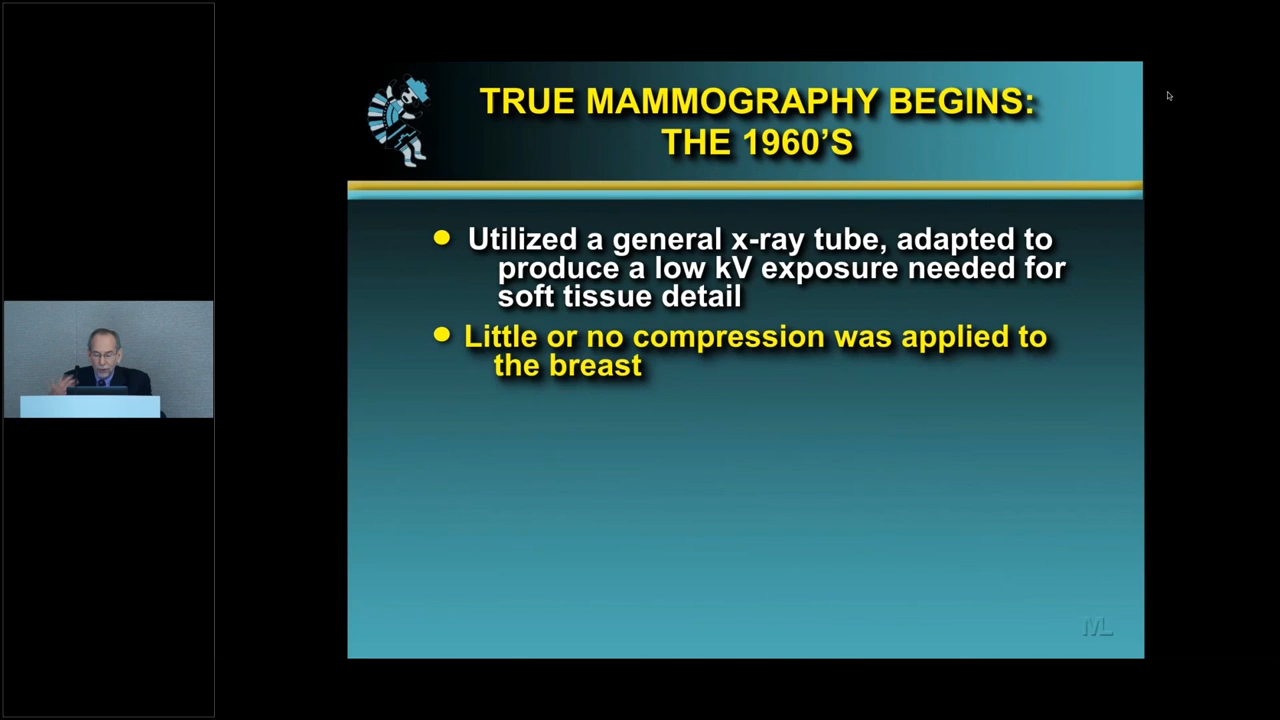 TRUE MAMMOGRAPHY BEGINS:
THE 1960’S
Utilized a general x-ray tube, adapted to
produce a low kV exposure needed for
soft tissue detail
Little or no compression was applied to
the breast
ML